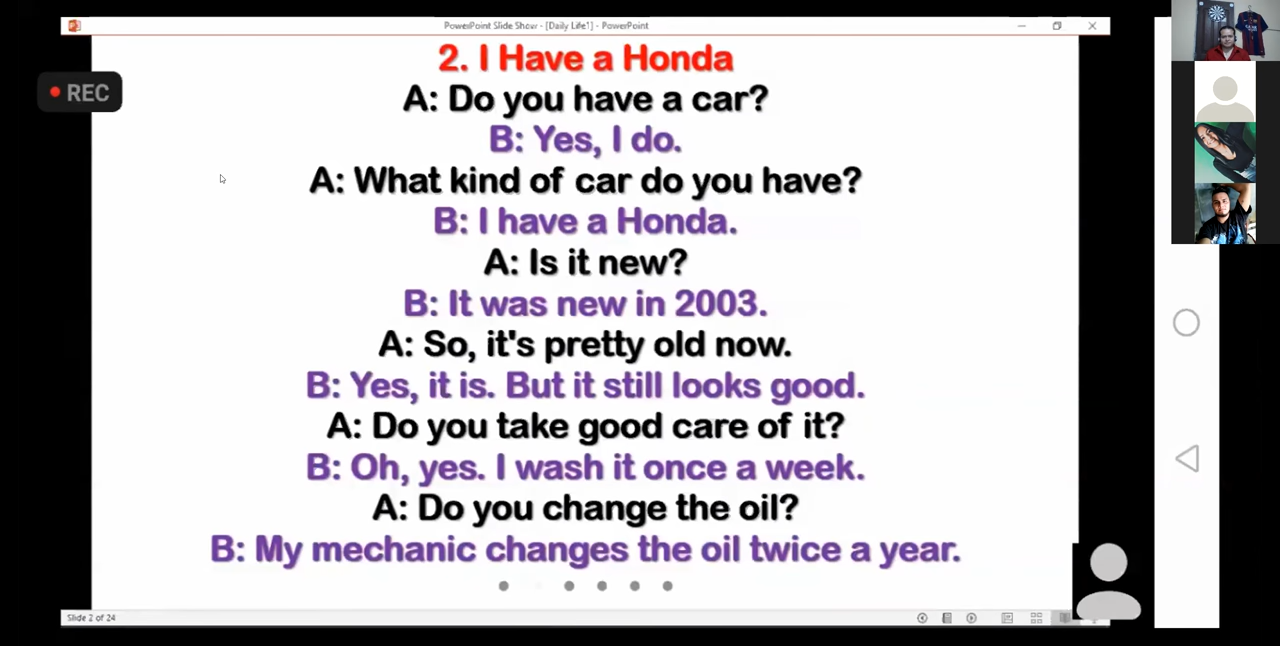 PowerPoint Slide Show - [Daily Life1] - PowerPoint
REC
2. I Have a Honda
A: Do you have a car?
B: Yes, I do.
A: What kind of car do you have?
B: I have a Honda.
A: Is it new?
B: It was new in 2003.
A: So, it's pretty old now.
B: Yes, it is. But it still looks good.
A: Do you take good care of it?
B: Oh, yes. I wash it once a week.
A: Do you change the oil?
B: My mechanic changes the oil twice a year.
Slide 2 of 24